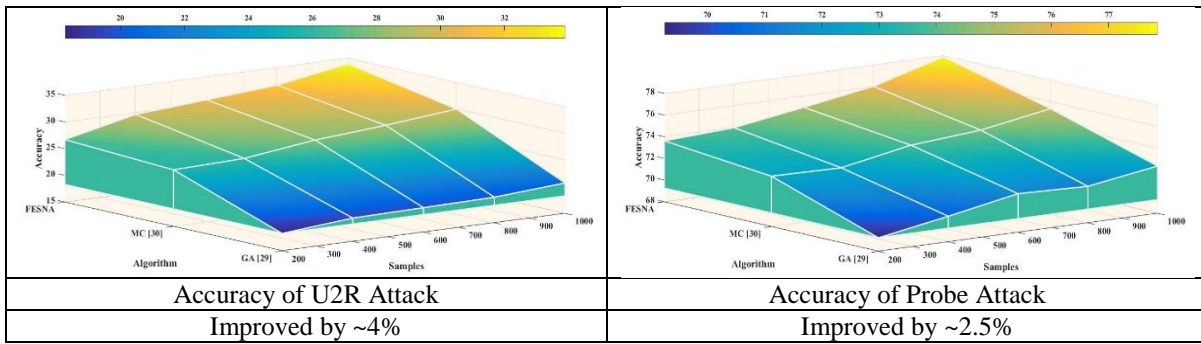 20 22 24 26 28 30 32
35
30
25
20
15
Accuracy
FESNA
MC [30]
GA [29]
Algorithm
200 300 400 500 600 700 800 900 1000
Samples
70 71 72 73 74 75 76 77
78
76
74
72
70
68
Accuracy
FESNA
MC [30]
GA [29]
Algorithm
200 300 400 500 600 700 800 900 1000
Samples
Accuracy of U2R Attack
Accuracy of Probe Attack
Improved by ~4%
Improved by ~2.5%